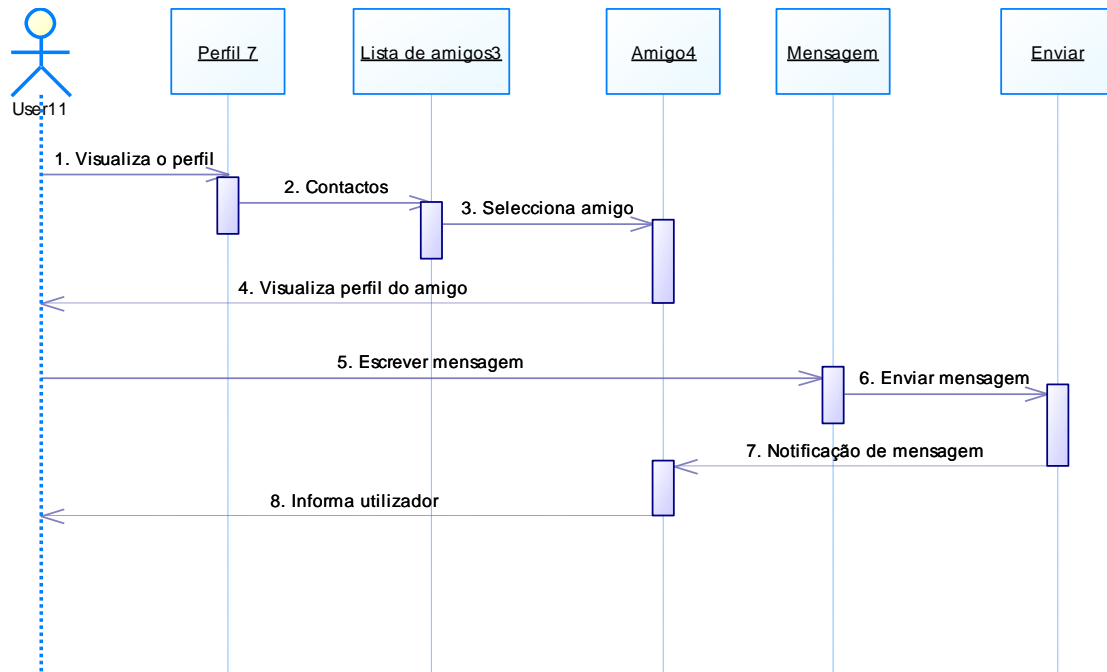 Perfil 7
Lista de amigos3
Amigo4
Mensagem
Enviar
User11
1. Visualiza o perfil
2. Contactos
3. Selecciona amigo
4. Visualiza perfil do amigo
5. Escrever mensagem
6. Enviar mensagem
7. Notificação de mensagem
8. Informa utilizador